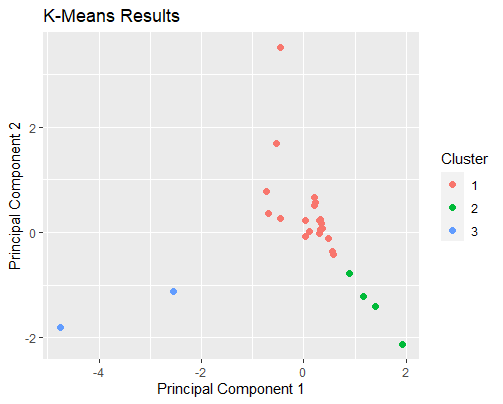 K-Means Results
Principal Component 2
2
0
-2
-4
-2
0
2
Principal Component 1
Cluster
1
2
3